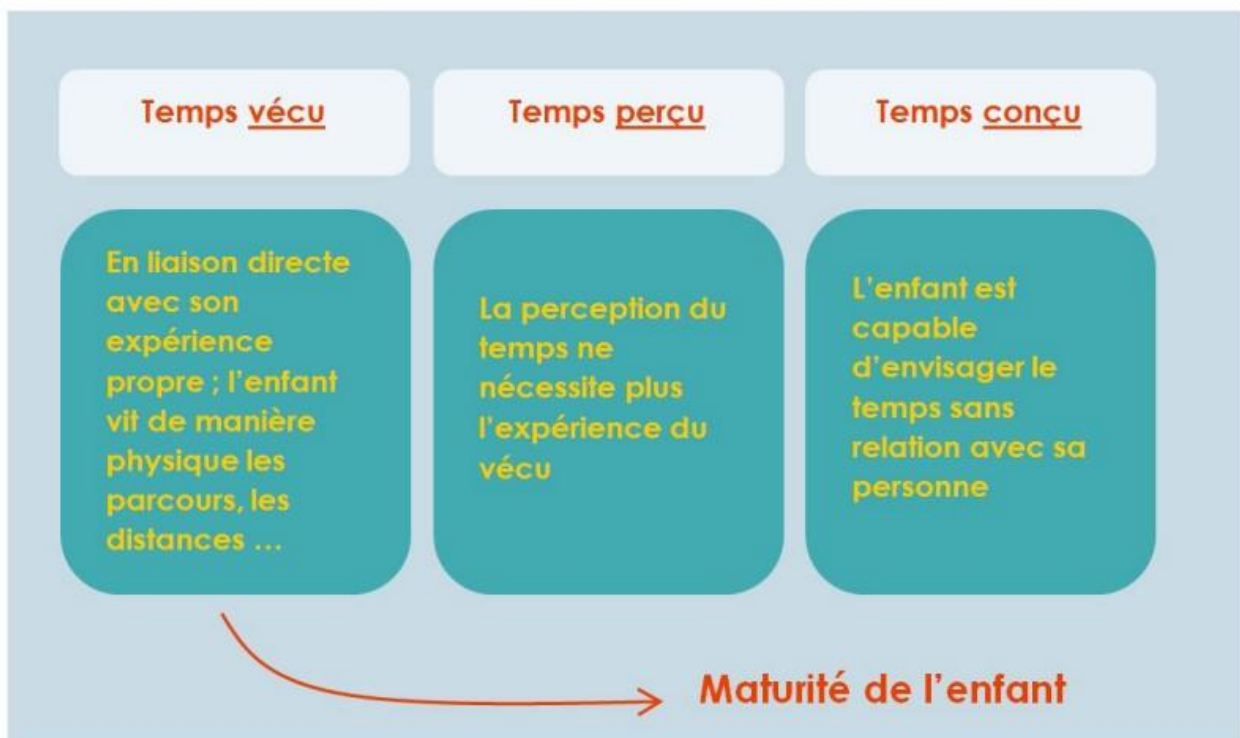 Temps vécu
Temps perçu
Temps conçu
En liaison directe
avec son
expérience
propre ; l'enfant
vit de manière
physique les
parcours, les
distances ...
La perception du
temps ne
nécessite plus
l'expérience du
vécu
L'enfant est
capable
d'envisager le
temps sans
relation avec sa
personne
Maturité de l'enfant